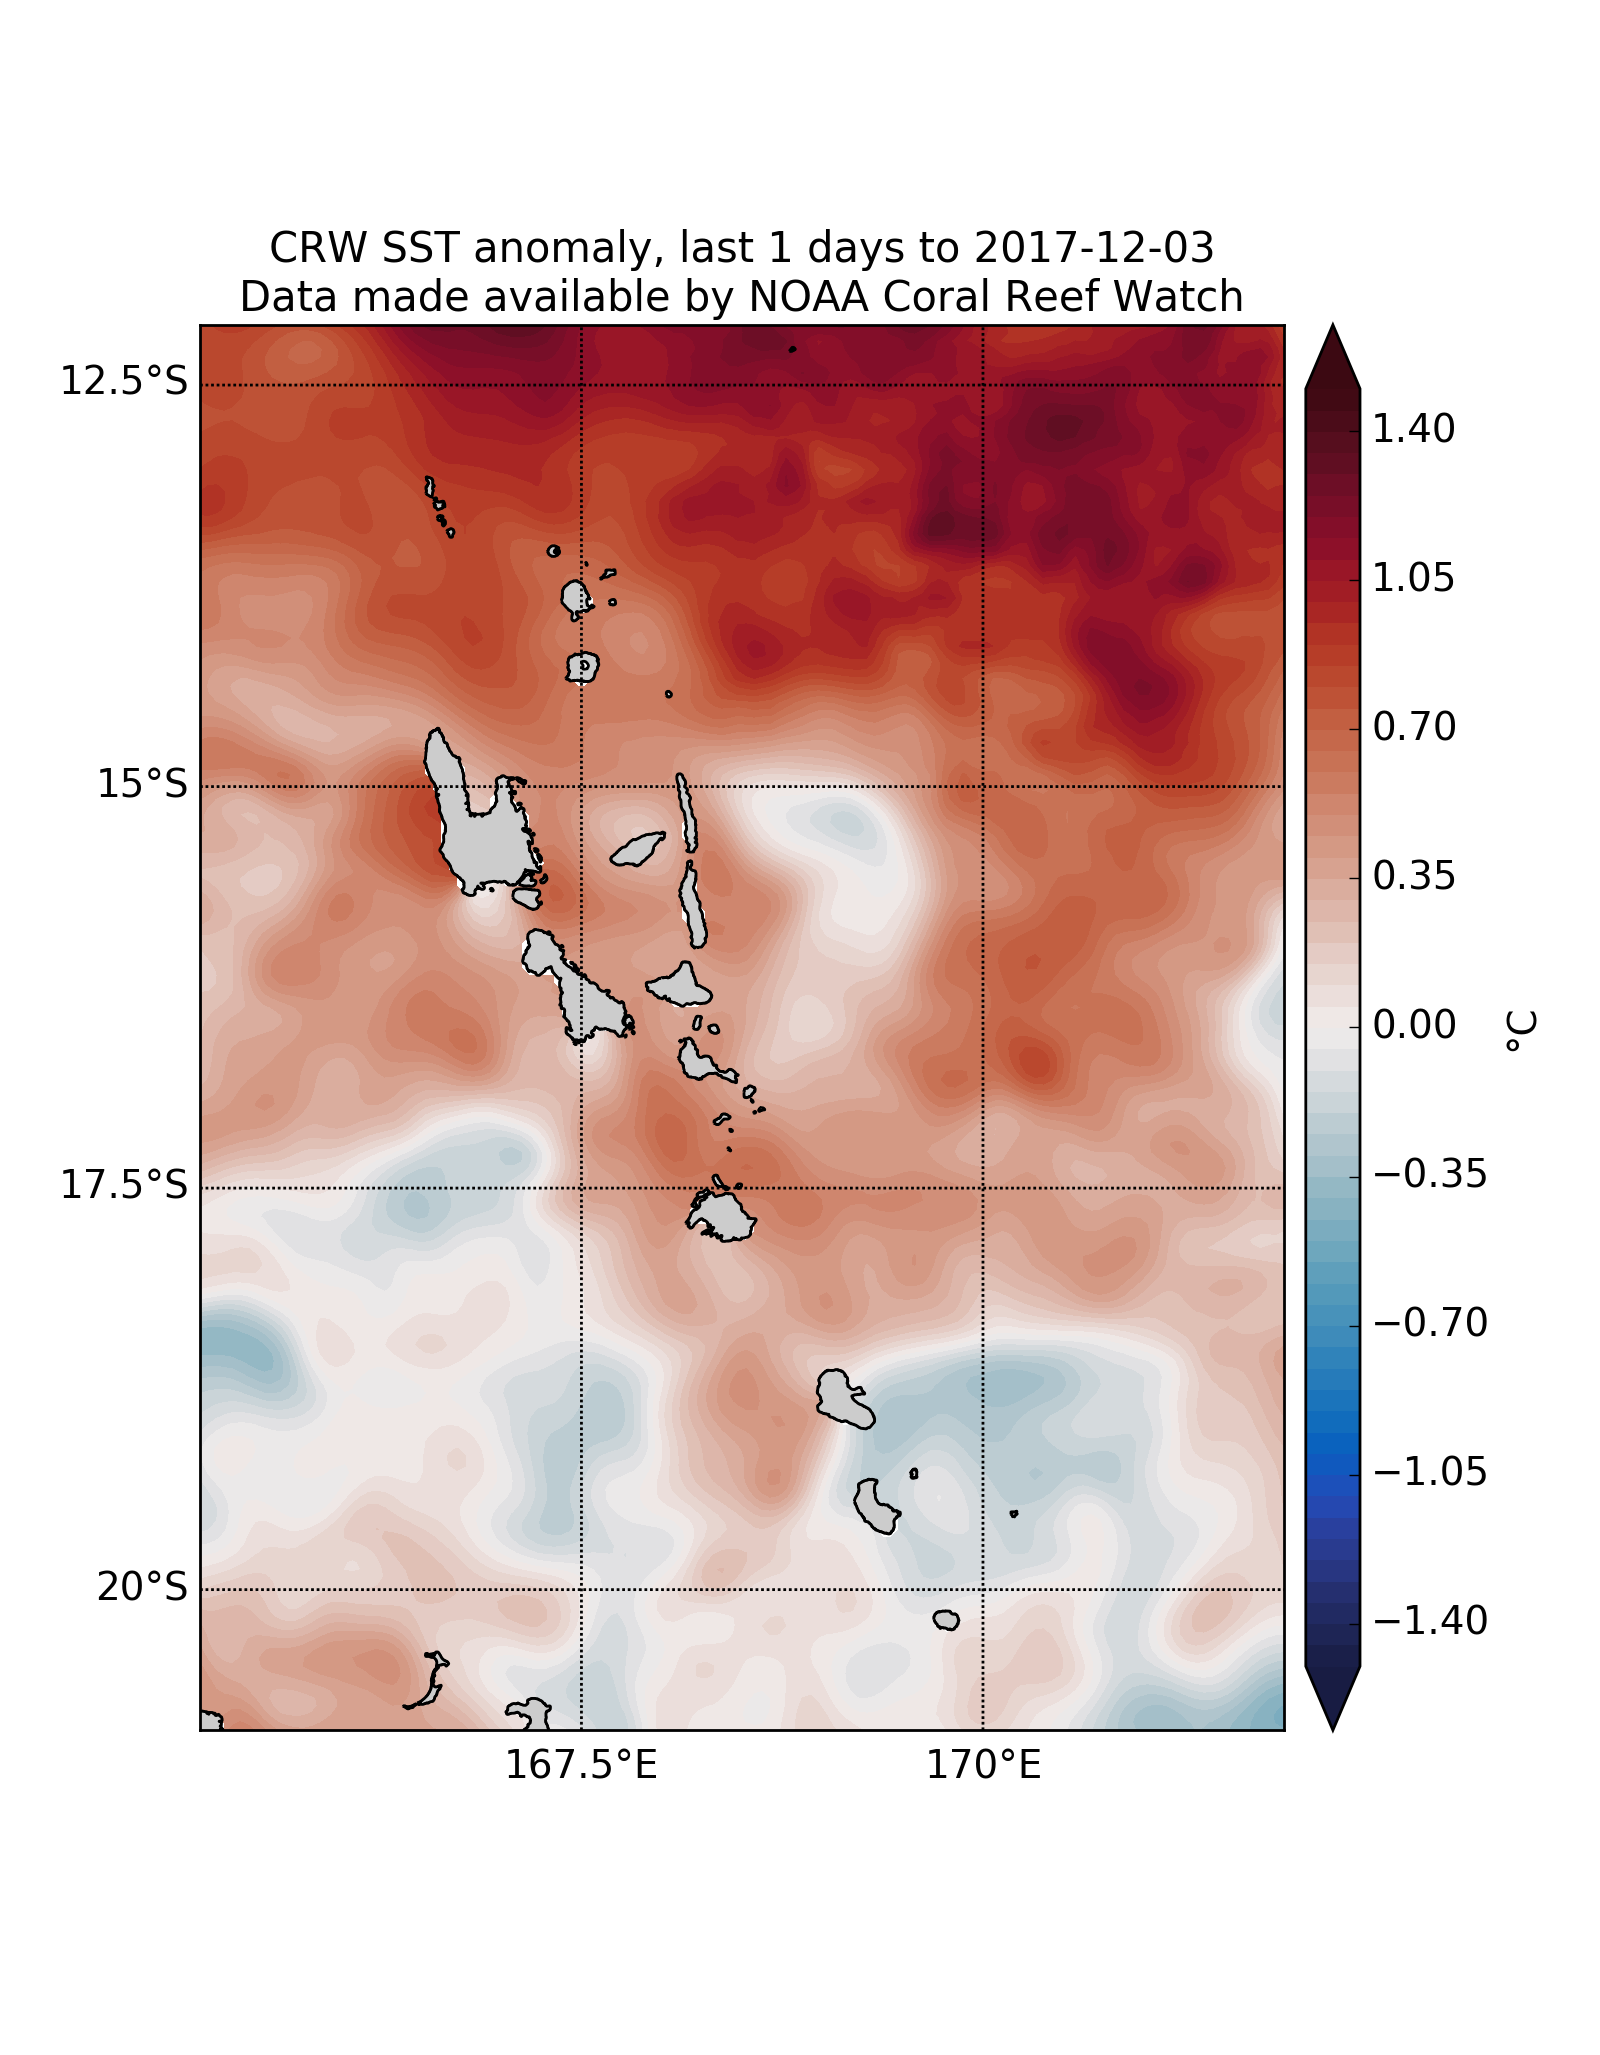 CRW SST anomaly, last 1 days to 2017-12-03
Data made available by NOAA Coral Reef Watch
12.5°S
15°S
17.5°S
20°S
167.5°E
170°E
1.40
1.05
0.70
0.35
0.00
−0.35
−0.70
−1.05
−1.40
°C